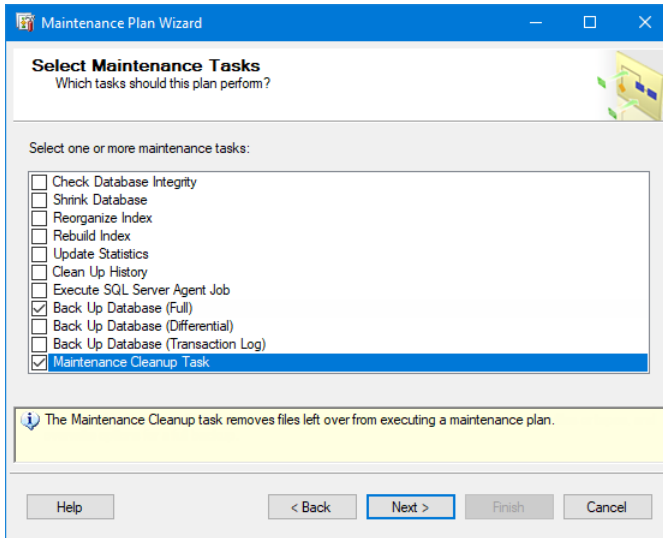 Maintenance Plan Wizard
Select Maintenance Tasks
Which tasks should this plan perform?
Select one or more maintenance tasks:
Check Database Integrity
Shrink Database
Reorganize Index
Rebuild Index
Update Statistics
Clean Up History
Execute SQL Server Agent Job
Back Up Database (Full)
Back Up Database (Differential)
Back Up Database (Transaction Log)
Maintenance Cleanup Task
The Maintenance Cleanup task removes files left over from executing a maintenance plan.
Help < Back Next > Finish Cancel